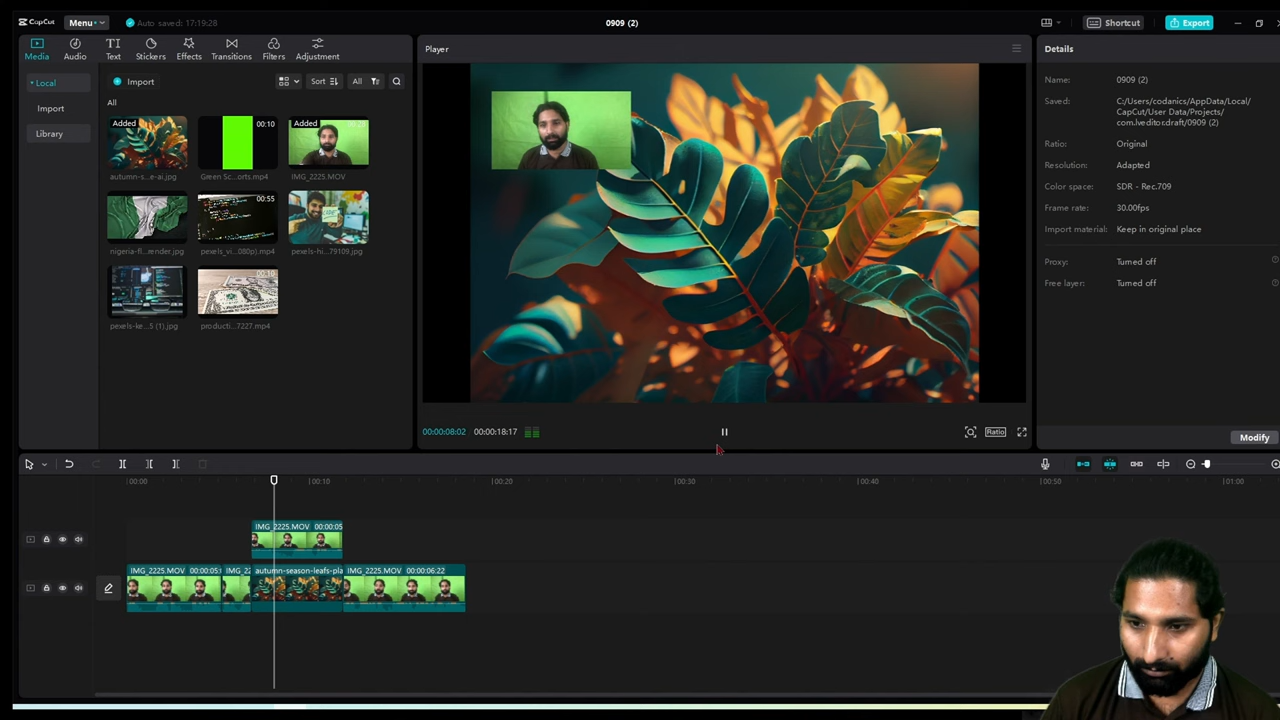 CapCut
Menu
Auto saved: 17:19:28
0909 (2)
Shortcut
Export
Media
Audio
Text
Stickers
Effects
Transitions
Filters
Adjustment
Local
Import
Library
Import
Sort
All
All
Added
autumn-s...e-ai.jpg
00:10
Green Sc...orts.mp4
Added
IMG_2225.MOV
nigeria-fl...render.jpg
00:55
pexels_vi...080p).mp4
pexels-hi...79109.jpg
pexels-ke...5 (1).jpg
00:10
producti...7227.mp4
Player
00:00:08:02
00:00:18:17
Ratio
Details
Name:
0909 (2)
Saved:
C:/Users/codanics/AppData/Local/
CapCut/User Data/Projects/
com.lveditor.draft/0909 (2)
Ratio:
Original
Resolution:
Adapted
Color space:
SDR - Rec.709
Frame rate:
30.00fps
Import material:
Keep in original place
Proxy:
Turned off
Free layer:
Turned off
Modify
00:00
00:10
00:20
00:30
00:40
00:50
01:00
IMG_2225.MOV 00:00:05
IMG_2225.MOV 00:00:05:
IMG_22
autumn-season-leafs-pla
IMG_2225.MOV 00:00:06:22